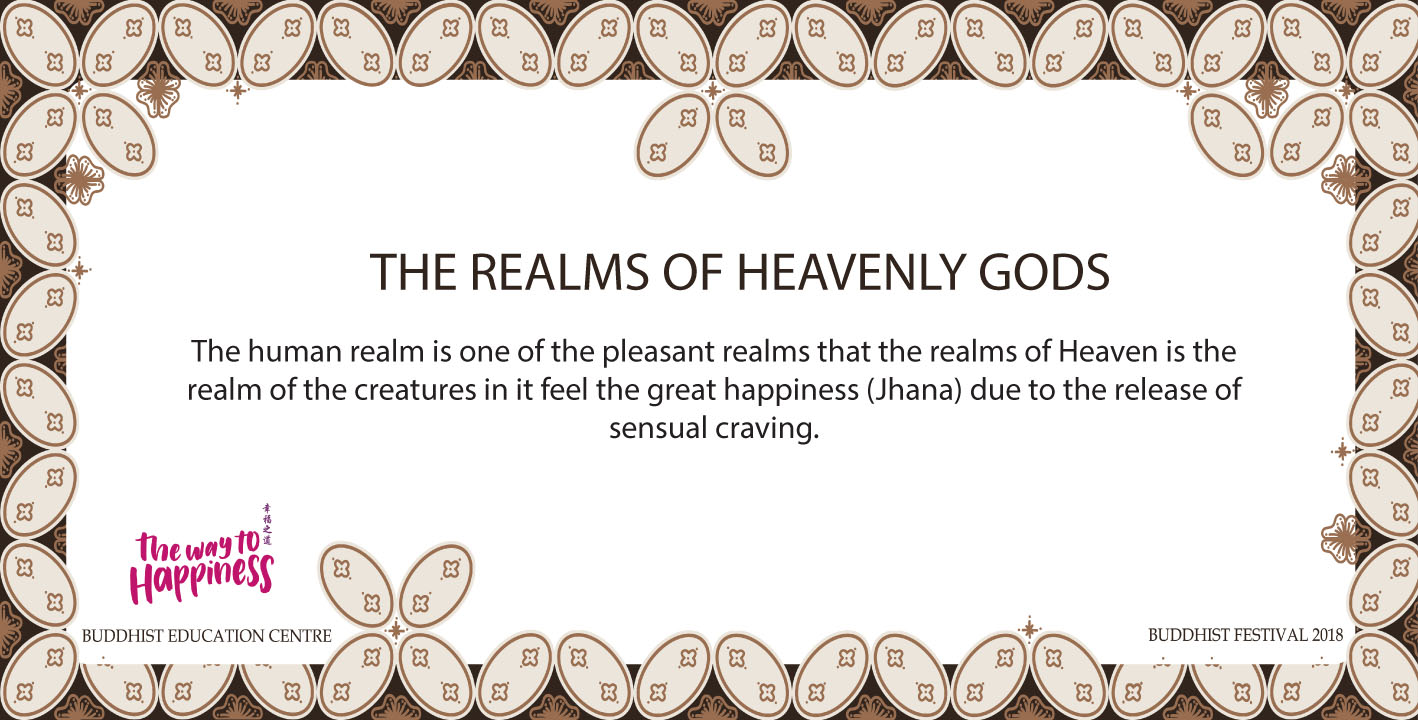 THE REALMS OF HEAVENLY GODS
The human realm is one of the pleasant realms that the realms of Heaven is the
realm of the creatures in it feel the great happiness (Jhana) due to the release of
sensual craving.
幸福之道
The way to
Happiness
BUDDHIST EDUCATION CENTRE
BUDDHIST FESTIVAL 2018